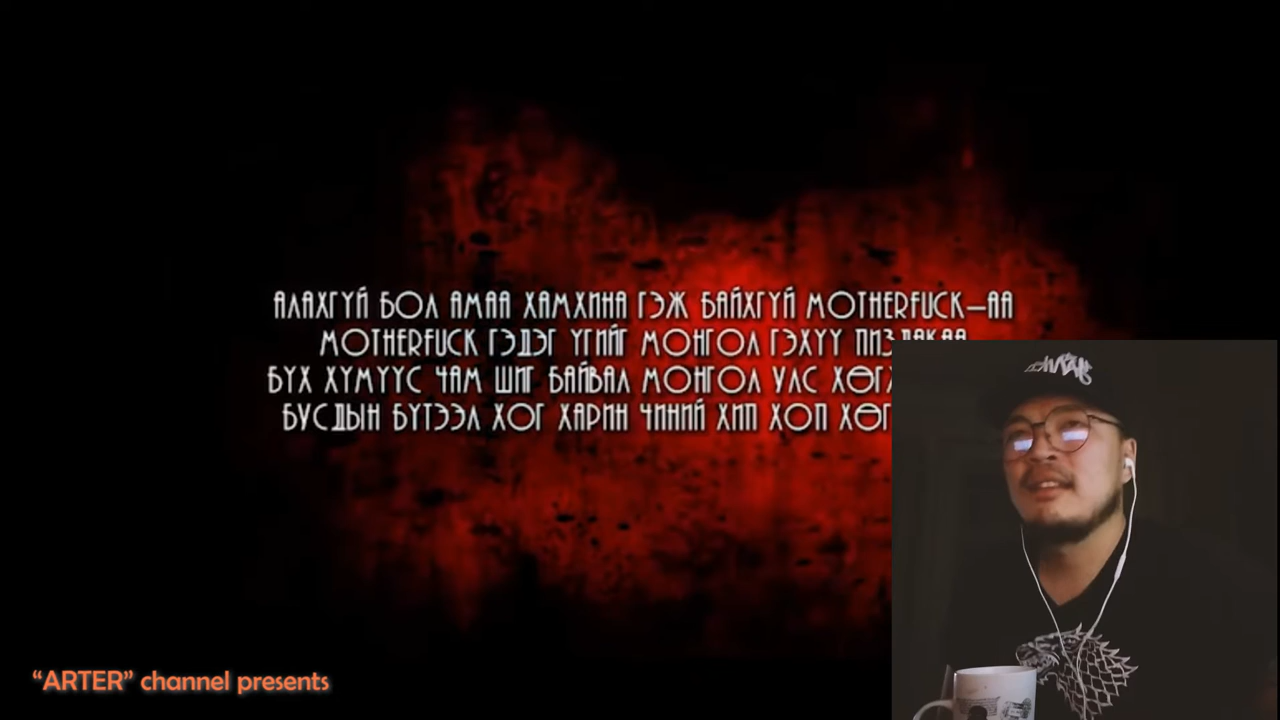 АЛАХГҮЙ БОЛ АМАА ХАМХИНА ГЭЖ БАЙХГҮЙ MOTHERFUCK-АА
MOTHERFUCK ГЭДЭГ ҮГИЙГ МОНГОЛ ГЭХҮҮ ПИЗДАКАА
БҮХ ХҮМҮҮС ЧАМ ШИГ БАЙВАЛ МОНГОЛ УЛС
БУСДЫН БҮТЭЭЛ ХОГ ХАРИН ЧИНИЙ ХИП ХОП
"ARTER" channel presents